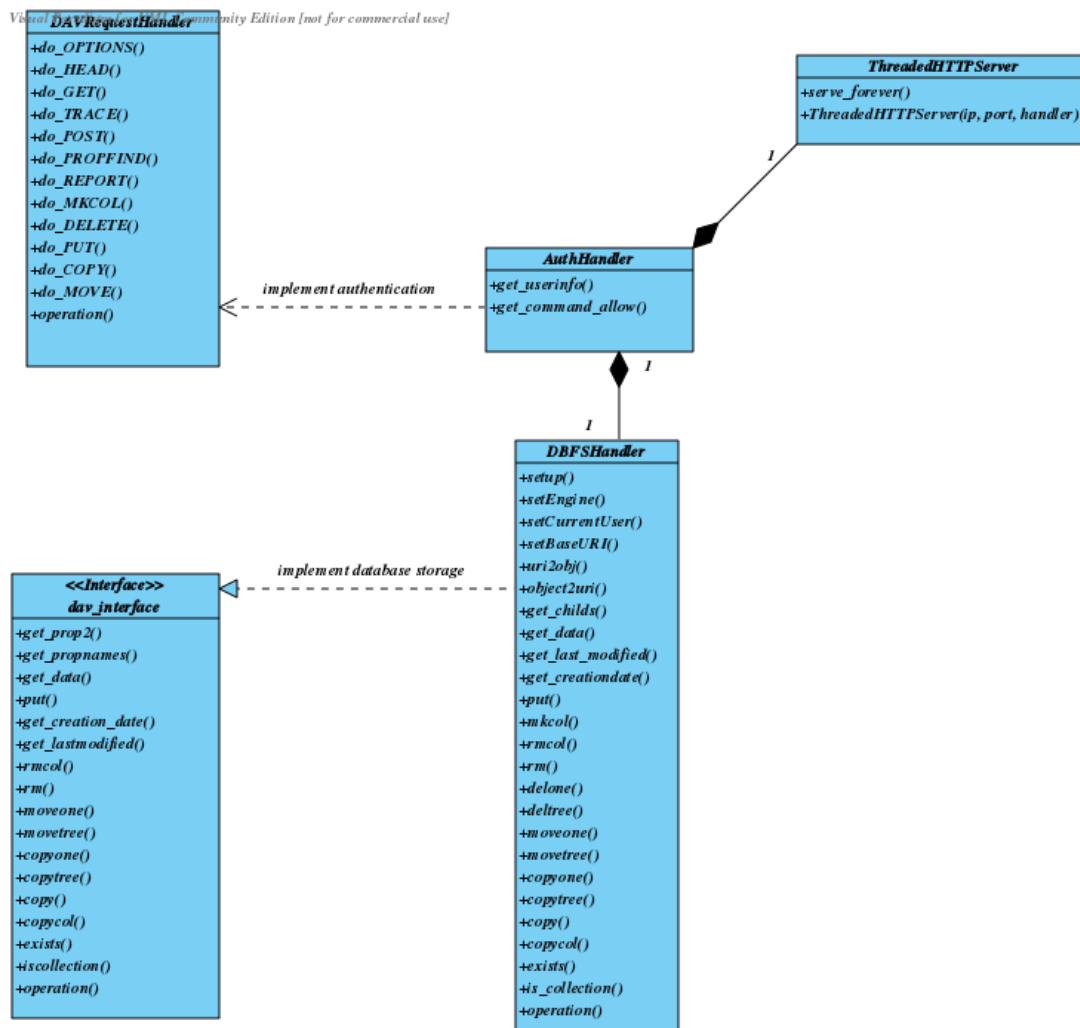 Visual Paradigm for UML Community Edition [not for commercial use]
DAVRequestHandler
+do_OPTIONS()
+do_HEAD()
+do_GET()
+do_TRACE()
+do_POST()
+do_PROPFIND()
+do_REPORT()
+do_MKCOL()
+do_DELETE()
+do_PUT()
+do_COPY()
+do_MOVE()
+operation()
ThreadedHTTPServer
+serve_forever()
+ThreadedHTTPServer(ip, port, handler)
1
AuthHandler
+get_userinfo()
+get_command_allow()
implement authentication
1
1
DBFSHandler
+setup()
+setEngine()
+setCurrentUser()
+setBaseURI()
+uri2obj()
+object2uri()
+get_childs()
+get_data()
+get_last_modified()
+get_creationdate()
+put()
+mkcol()
+rmcol()
+rm()
+delone()
+deltree()
+moveone()
+movetree()
+copyone()
+copytree()
+copy()
+copycol()
+exists()
+is_collection()
+operation()
implement database storage
<<Interface>>
dav_interface
+get_prop2()
+get_propnames()
+get_data()
+put()
+get_creation_date()
+get_lastmodified()
+rmcol()
+rm()
+moveone()
+movetree()
+copyone()
+copytree()
+copy()
+copycol()
+exists()
+iscollection()
+operation()